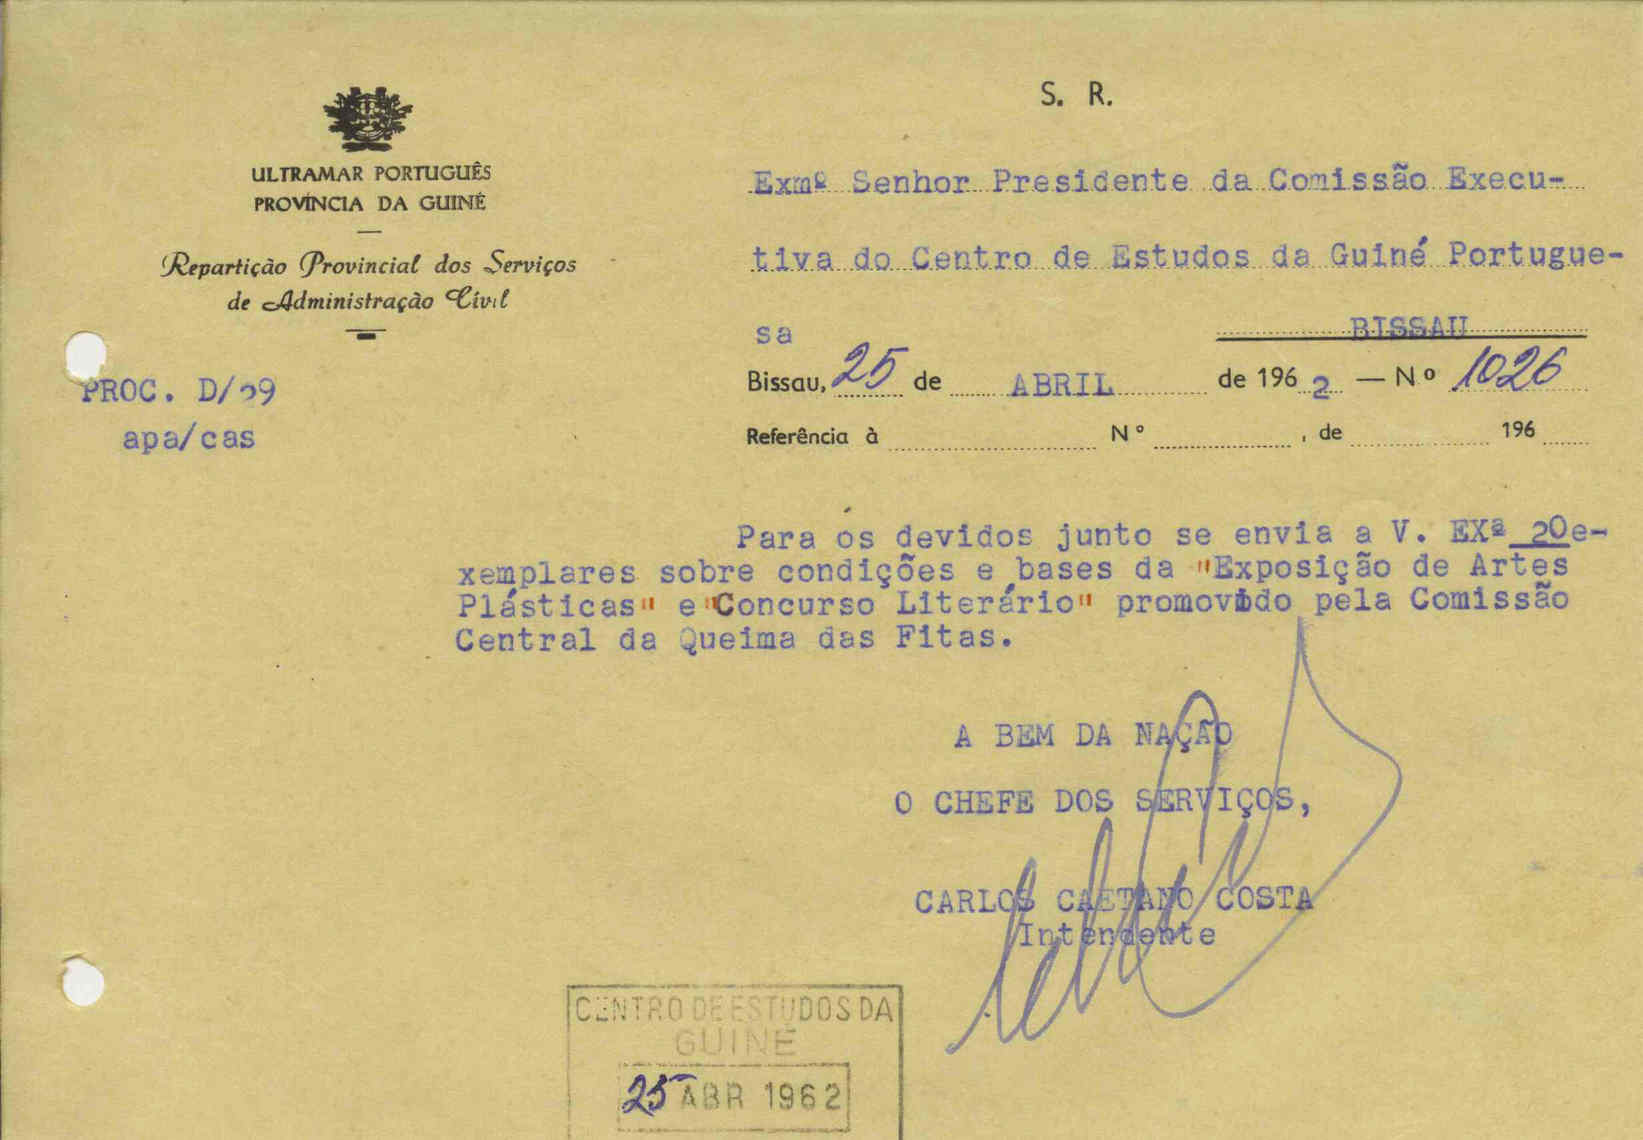 S. R.
ULTRAMAR PORTUGUÊS
PROVÍNCIA DA GUINÉ
Repartição Provincial dos Serviços
de Administração Civil
PROC. D/29
apa/cas
Exmº Senhor Presidente da Comissão Execu-
tiva do Centro de Estudos da Guiné Portugue-
sa BISSAU
Bissau, 25 de ABRIL de 1962 — Nº 1026
Referência à Nº , de 196
Para os devidos junto se envia a V. EXª 20e-
xemplares sobre condições e bases da "Exposição de Artes
Plásticas" e "Concurso Literário" promovido pela Comissão
Central da Queima das Fitas.
A BEM DA NAÇÃO
O CHEFE DOS SERVIÇOS,
CARLOS CAETANO COSTA
Intendente
CENTRO DE ESTUDOS DA
GUINÉ
25 ABR 1962